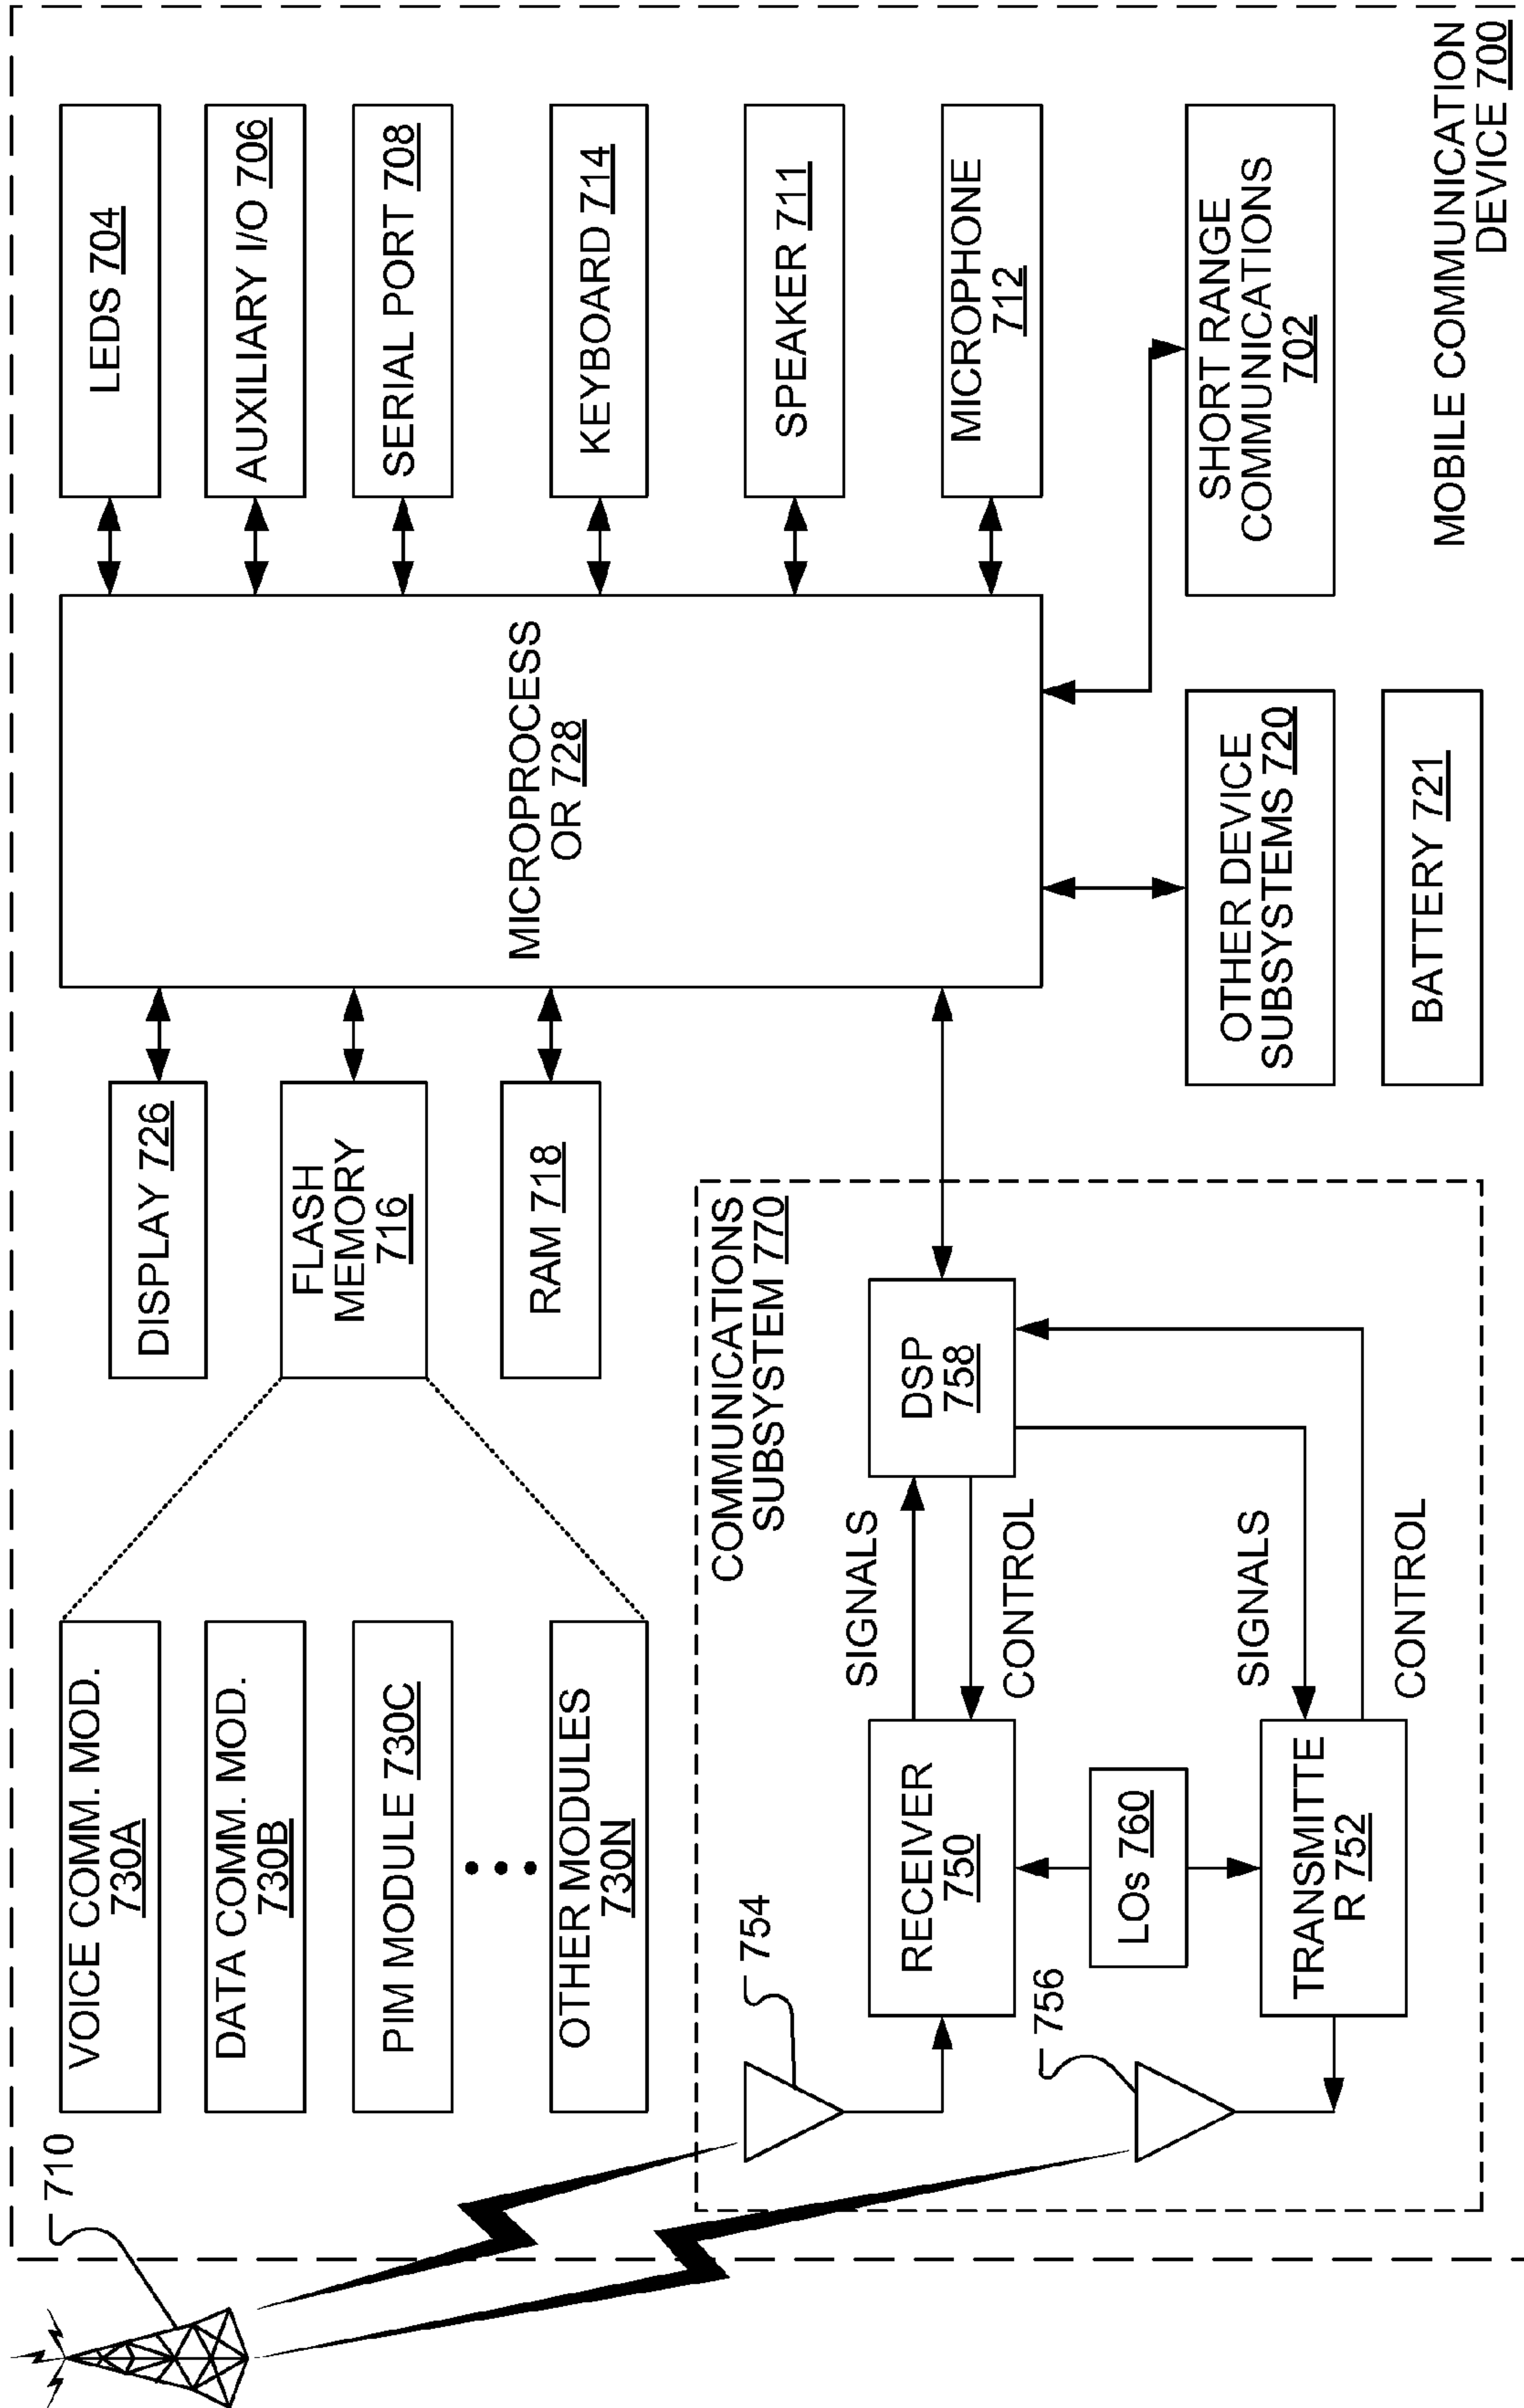 710
VOICE COMM. MOD.
730A
DATA COMM. MOD.
730B
PIM MODULE 730C
OTHER MODULES
730N
DISPLAY 726
FLASH
MEMORY
716
RAM 718
MICROPROCESS
OR 728
LEDS 704
AUXILIARY I/O 706
SERIAL PORT 708
KEYBOARD 714
SPEAKER 711
MICROPHONE
712
SHORT RANGE
COMMUNICATIONS
702
OTHER DEVICE
SUBSYSTEMS 720
BATTERY 721
COMMUNICATIONS
SUBSYSTEM 770
754
RECEIVER
750
SIGNALS
CONTROL
DSP
758
LOs 760
756
TRANSMITTE
R 752
SIGNALS
CONTROL
MOBILE COMMUNICATION
DEVICE 700